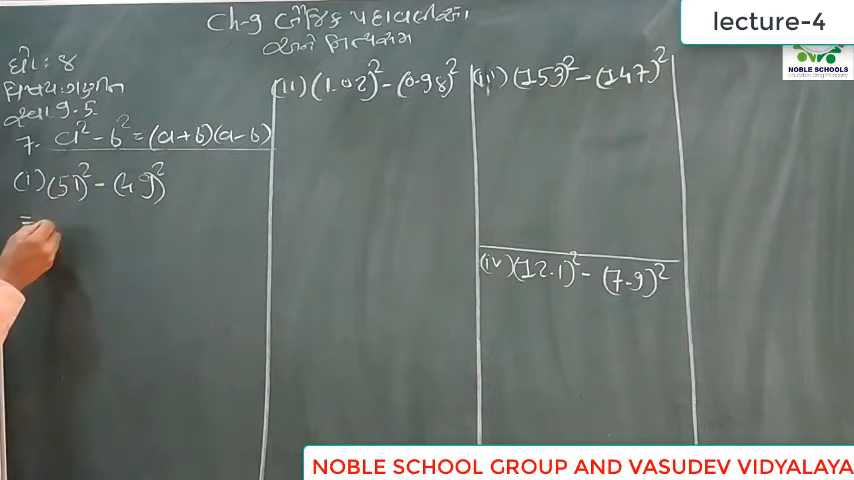 lecture-4
NOBLE SCHOOLS
Ch-9 બૈજિક પદાવલીઓ
અને નિત્યસમ
ધો: ૪
વિષય: ગણિત
સ્વા. 9.5
7. a² - b² = (a+b)(a-b)
(i) (51)² - (49)²
=
(ii) (1.02)² - (0.98)²
(iii) (153)² - (147)²
(iv) (12.1)² - (7.9)²
NOBLE SCHOOL GROUP AND VASUDEV VIDYALAYA